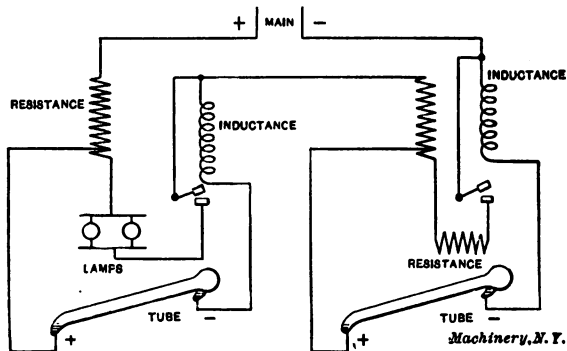 + MAIN −
RESISTANCE
INDUCTANCE
INDUCTANCE
LAMPS
RESISTANCE
TUBE −
+
TUBE −
+
Machinery, N.Y.